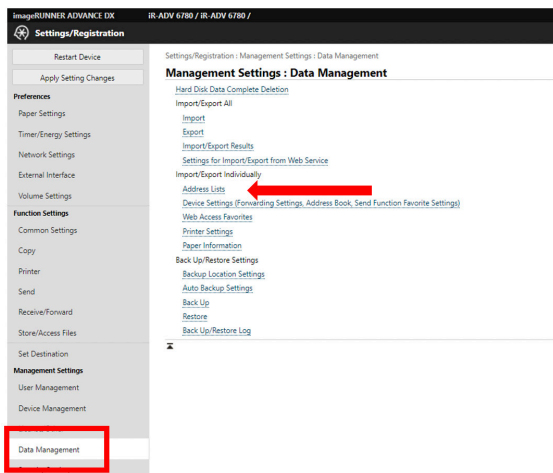 imageRUNNER ADVANCE DX iR-ADV 6780 / iR-ADV 6780 /
Settings/Registration
Restart Device
Apply Setting Changes
Preferences
Paper Settings
Timer/Energy Settings
Network Settings
External Interface
Volume Settings
Function Settings
Common Settings
Copy
Printer
Send
Receive/Forward
Store/Access Files
Set Destination
Management Settings
User Management
Device Management
Data Management
Settings/Registration : Management Settings : Data Management
Management Settings : Data Management
Hard Disk Data Complete Deletion
Import/Export All
Import
Export
Import/Export Results
Settings for Import/Export from Web Service
Import/Export Individually
Address Lists
Device Settings (Forwarding Settings, Address Book, Send Function Favorite Settings)
Web Access Favorites
Printer Settings
Paper Information
Back Up/Restore Settings
Backup Location Settings
Auto Backup Settings
Back Up
Restore
Back Up/Restore Log